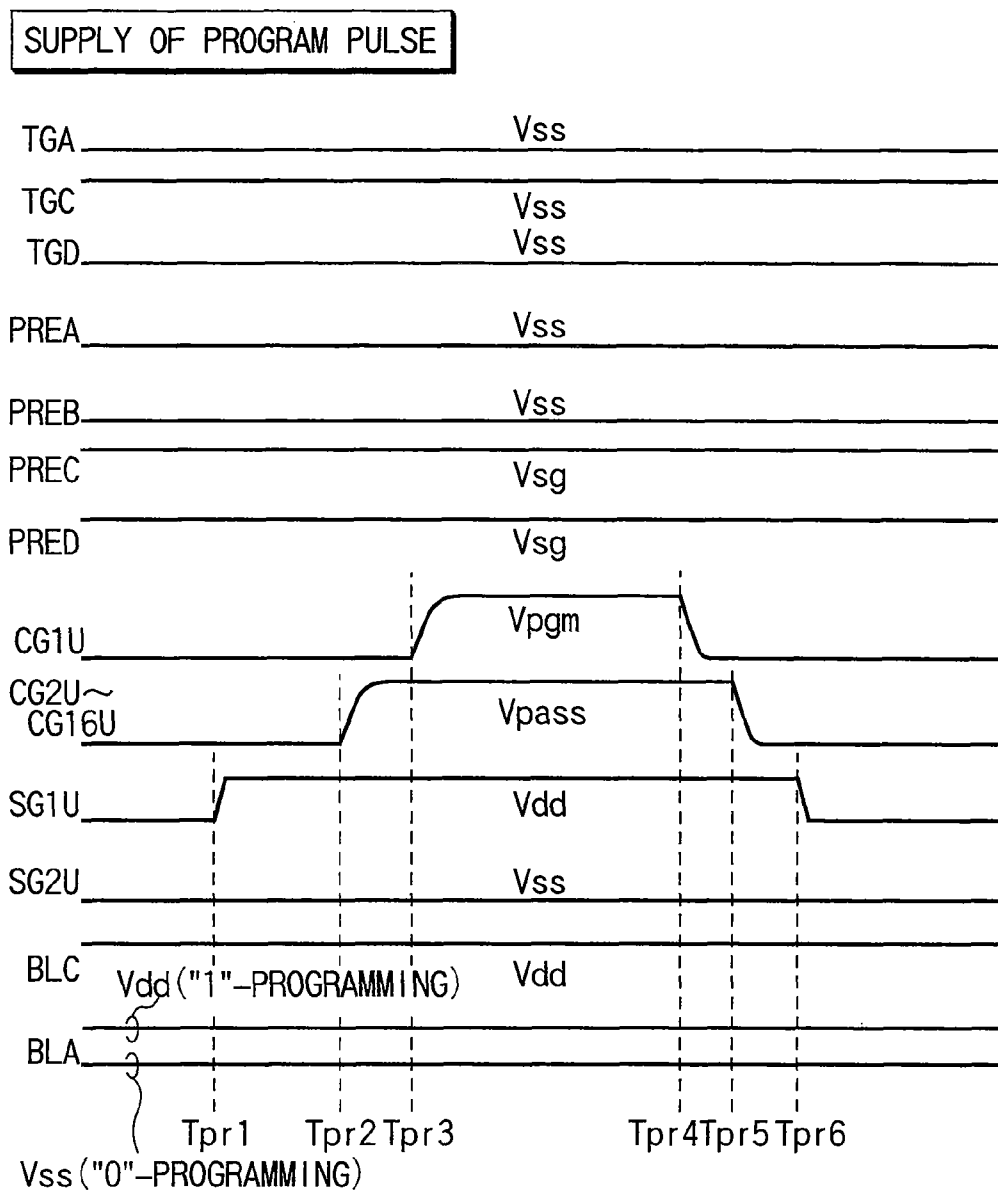 SUPPLY OF PROGRAM PULSE
TGA Vss
TGC Vss
TGD Vss
PREA Vss
PREB Vss
PREC Vsg
PRED Vsg
CG1U Vpgm
CG2U~
CG16U Vpass
SG1U Vdd
SG2U Vss
BLC Vdd
Vdd("1"-PROGRAMMING)
BLA
Tpr1 Tpr2 Tpr3 Tpr4 Tpr5 Tpr6
Vss("0"-PROGRAMMING)